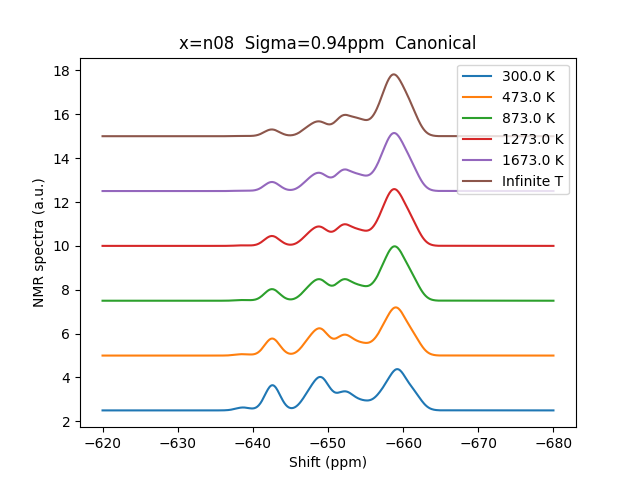 x=n08 Sigma=0.94ppm Canonical
NMR spectra (a.u.)
18
16
14
12
10
8
6
4
2
300.0 K
473.0 K
873.0 K
1273.0 K
1673.0 K
Infinite T
−620 −630 −640 −650 −660 −670 −680
Shift (ppm)